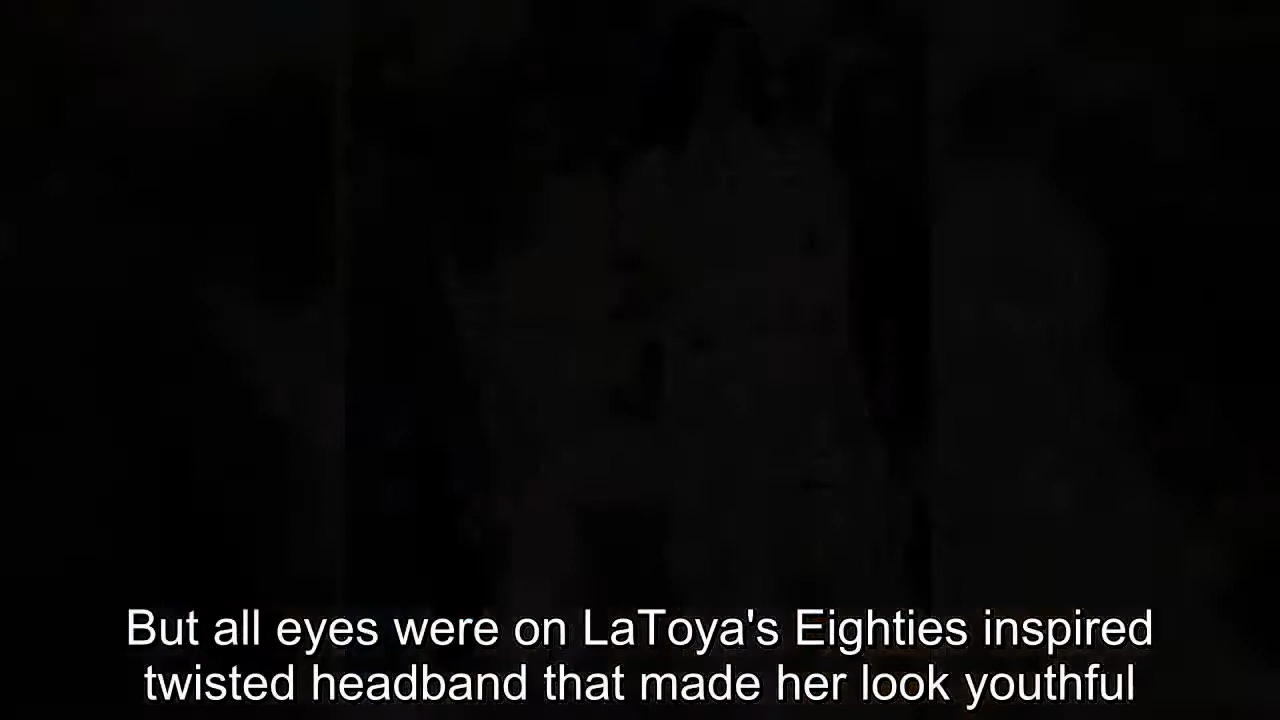 But all eyes were on LaToya's Eighties inspired
twisted headband that made her look youthful